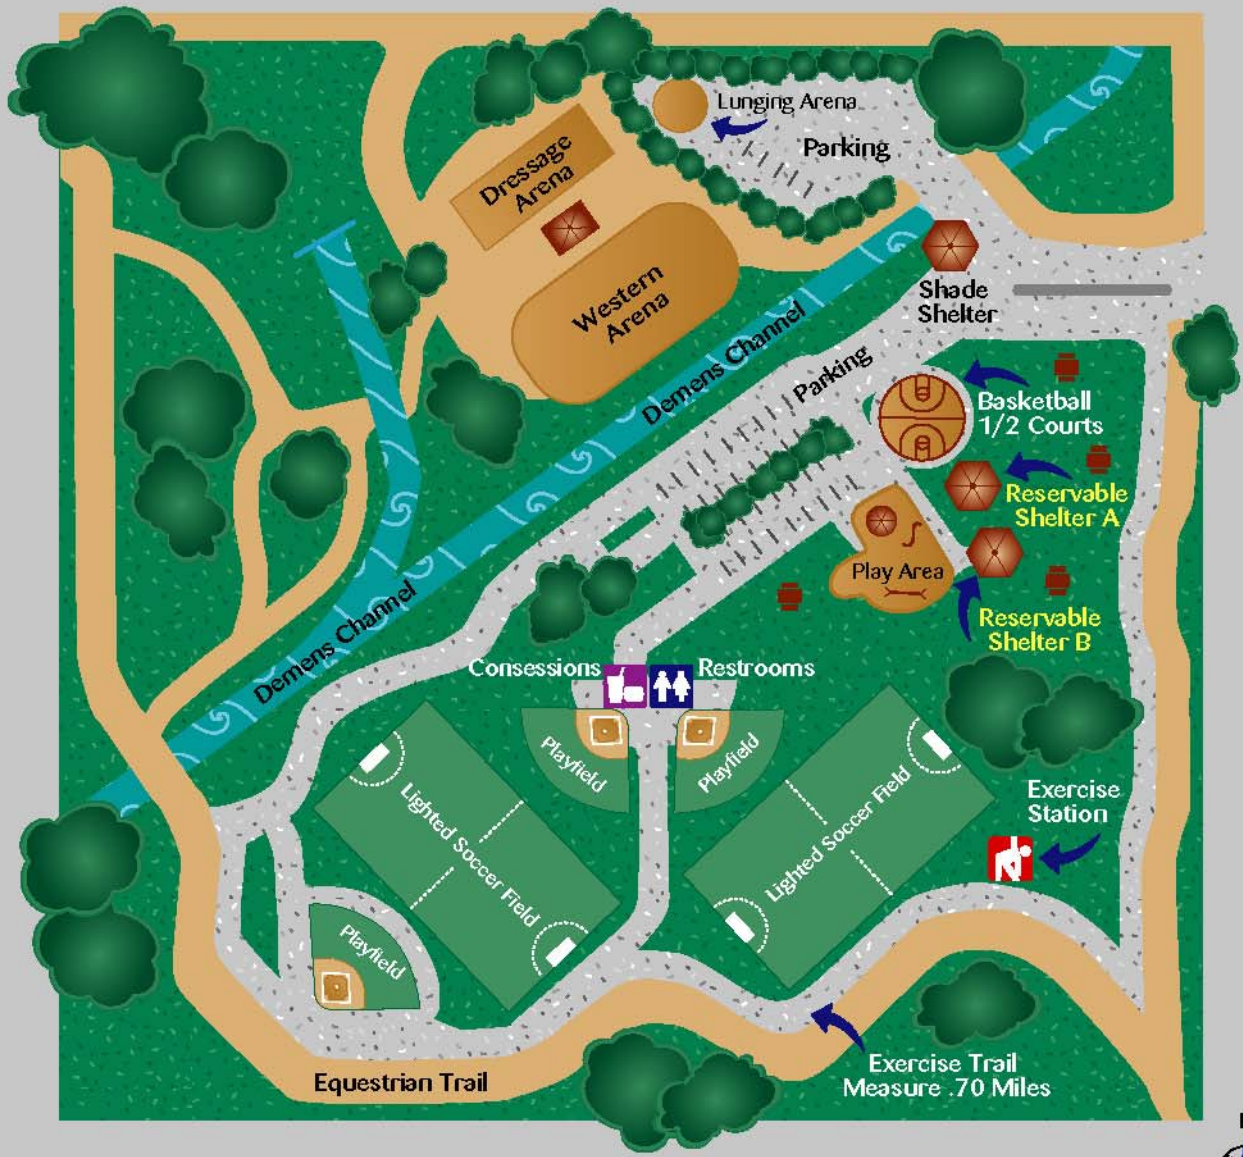 Lunging Arena
Parking
Dressage
Arena
Western
Arena
Shade
Shelter
Demens Channel
Parking
Basketball
1/2 Courts
Reservable
Shelter A
Play Area
Reservable
Shelter B
Demens Channel
Consessions
Restrooms
Playfield
Playfield
Lighted Soccer Field
Lighted Soccer Field
Exercise
Station
Playfield
Exercise Trail
Measure .70 Miles
Equestrian Trail